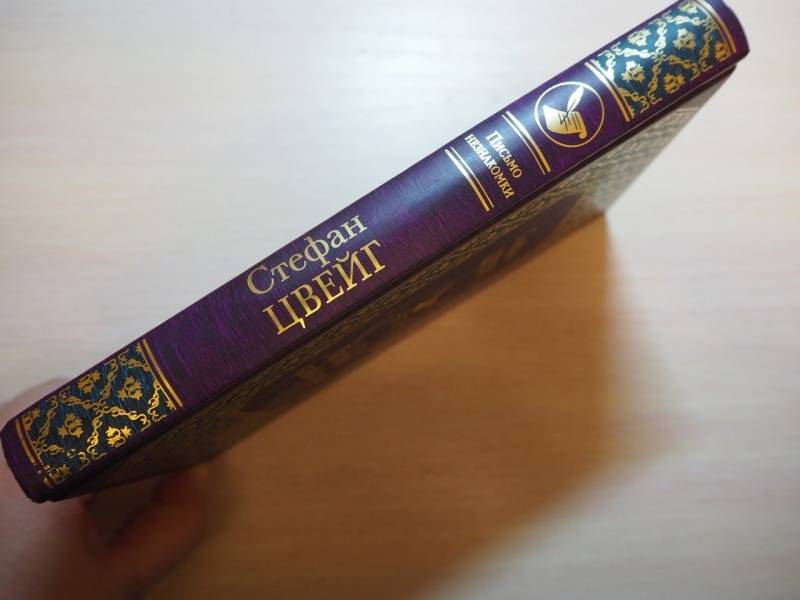 Стефан
ЦВЕЙГ
Письмо
незнакомки